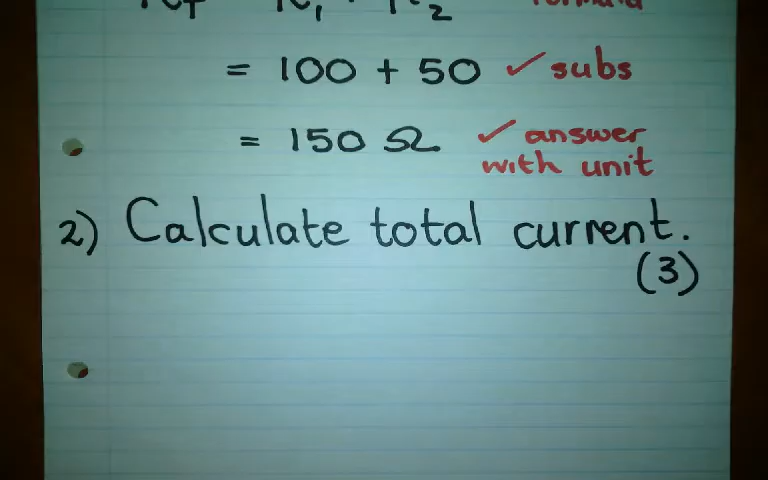 = 100 + 50 ✓ subs
= 150 Ω ✓ answer
with unit
2) Calculate total current.
(3)